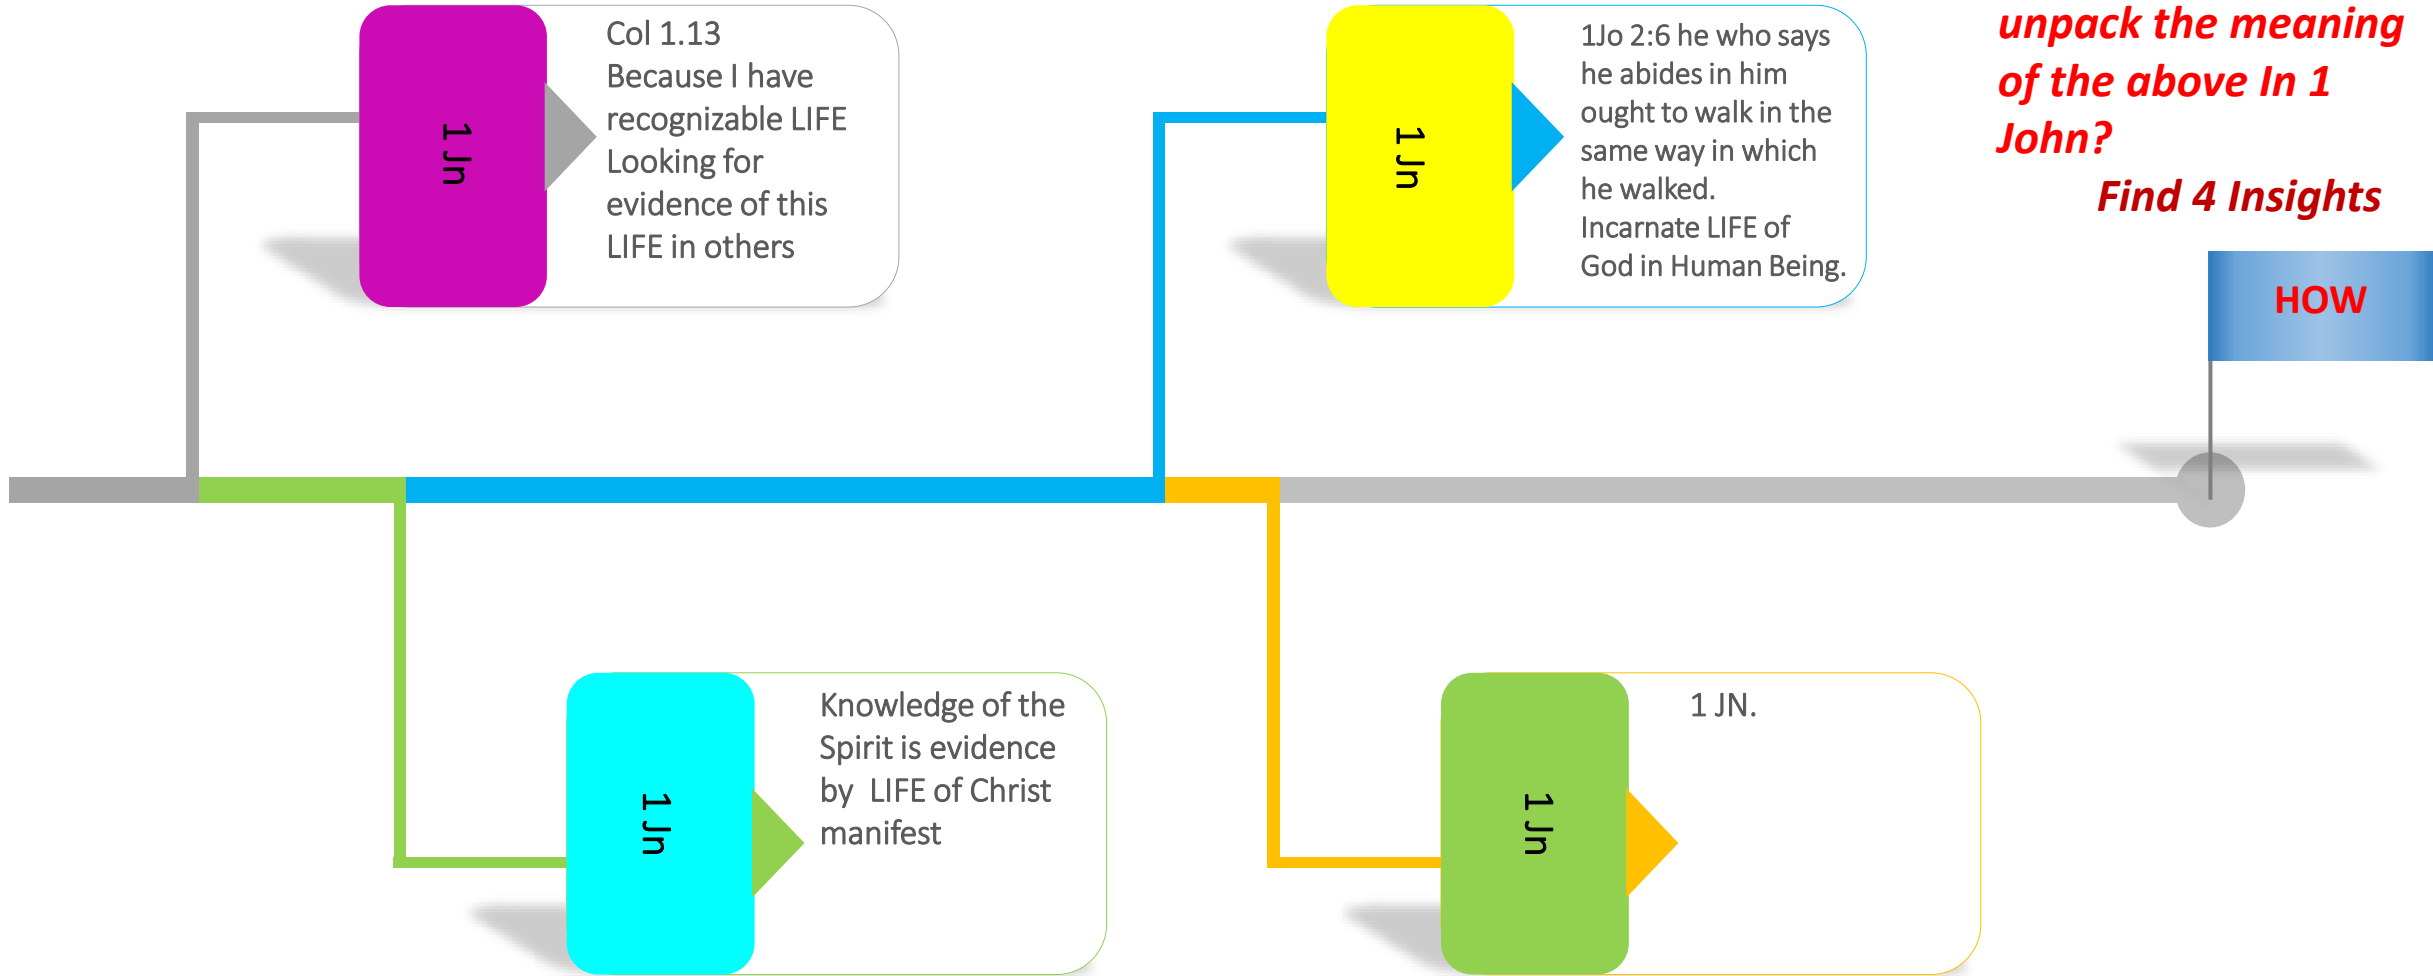 1 Jn
Col 1.13
Because I have
recognizable LIFE
Looking for
evidence of this
LIFE in others
1 Jn
1Jo 2:6 he who says
he abides in him
ought to walk in the
same way in which
he walked.
Incarnate LIFE of
God in Human Being.
unpack the meaning
of the above In 1
John?
Find 4 Insights
HOW
1 Jn
Knowledge of the
Spirit is evidence
by LIFE of Christ
manifest
1 Jn
1 JN.